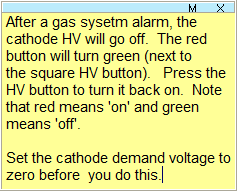 M X
After a gas sysetm alarm, the
cathode HV will go off.  The red
button will turn green (next to
the square HV button).   Press the
HV button to turn it back on.  Note
that red means 'on' and green
means 'off'.

Set the cathode demand voltage to
zero before  you do this.